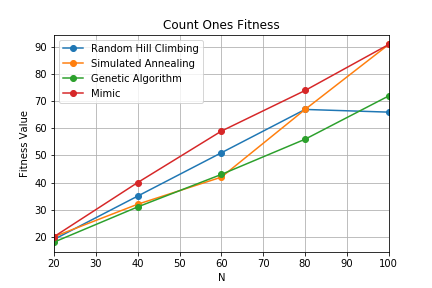 Count Ones Fitness
Random Hill Climbing
Simulated Annealing
Genetic Algorithm
Mimic
Fitness Value
90
80
70
60
50
40
30
20
20 30 40 50 60 70 80 90 100
N